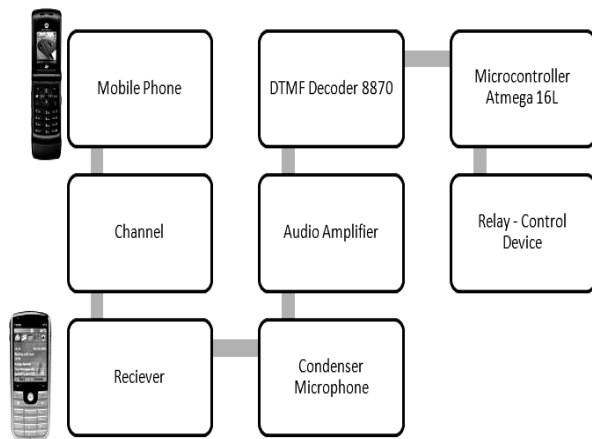 Mobile Phone
DTMF Decoder 8870
Microcontroller
Atmega 16L
Channel
Audio Amplifier
Relay - Control
Device
Reciever
Condenser
Microphone